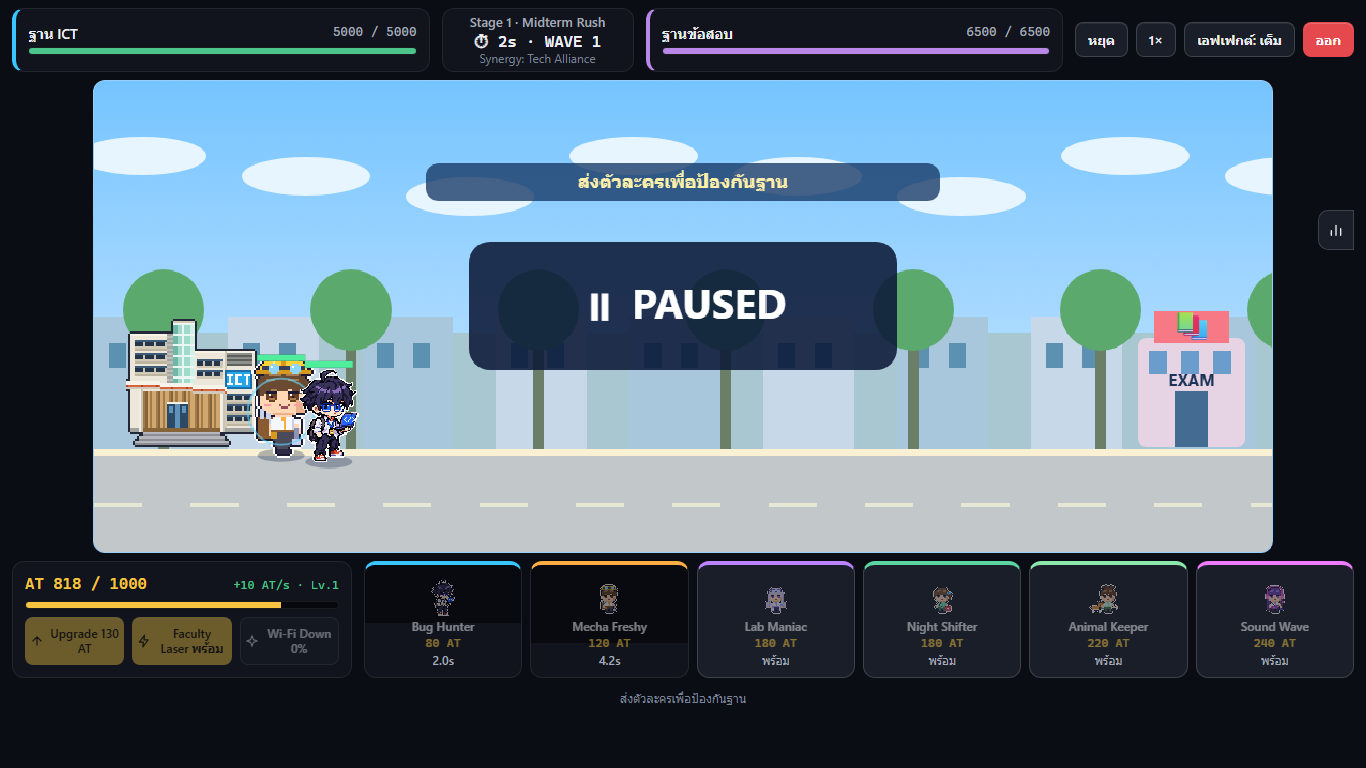 ฐาน ICT
5000 / 5000
Stage 1 · Midterm Rush
⏱ 2s · WAVE 1
Synergy: Tech Alliance
ฐานข้อสอบ
6500 / 6500
หยุด
1×
เอฟเฟกต์: เต็ม
ออก
ส่งตัวละครเพื่อป้องกันฐาน
⏸ PAUSED
ICT
EXAM
AT 818 / 1000
+10 AT/s · Lv.1
↑ Upgrade 130
AT
Faculty
Laser พร้อม
Wi-Fi Down
0%
Bug Hunter
80 AT
2.0s
Mecha Freshy
120 AT
4.2s
Lab Maniac
180 AT
พร้อม
Night Shifter
180 AT
พร้อม
Animal Keeper
220 AT
พร้อม
Sound Wave
240 AT
พร้อม
ส่งตัวละครเพื่อป้องกันฐาน